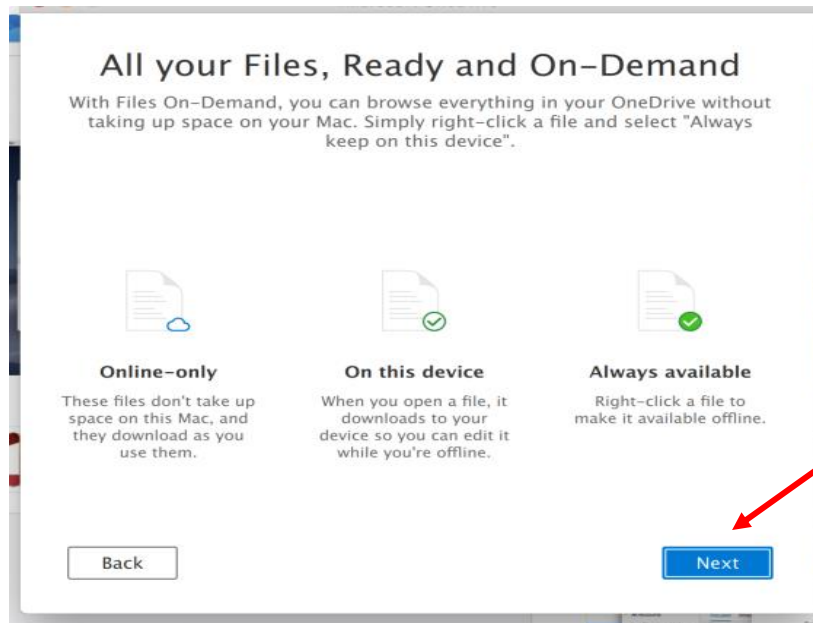 All your Files, Ready and On-Demand
With Files On-Demand, you can browse everything in your OneDrive without
taking up space on your Mac. Simply right-click a file and select "Always
keep on this device".
Online-only
These files don't take up
space on this Mac, and
they download as you
use them.
On this device
When you open a file, it
downloads to your
device so you can edit it
while you're offline.
Always available
Right-click a file to
make it available offline.
Back
Next